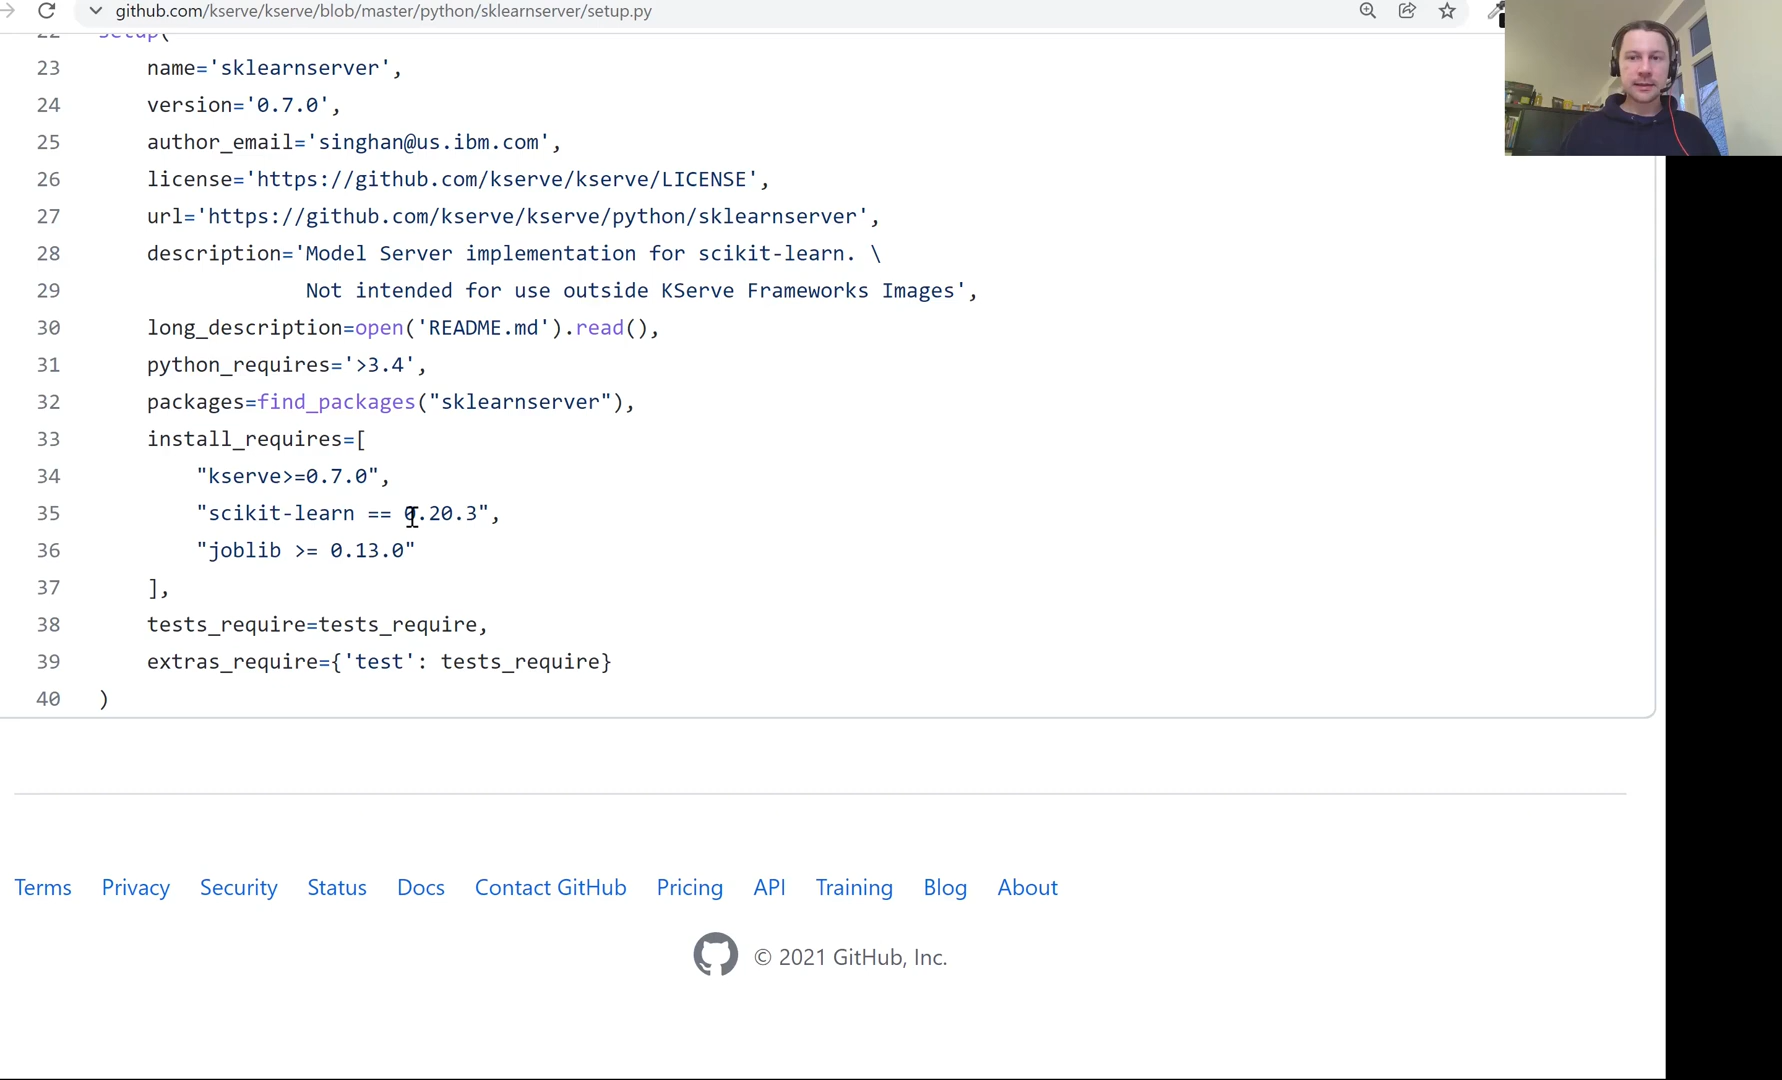 github.com/kserve/kserve/blob/master/python/sklearnserver/setup.py
22 setup(
23 name='sklearnserver',
24 version='0.7.0',
25 author_email='singhan@us.ibm.com',
26 license='https://github.com/kserve/kserve/LICENSE',
27 url='https://github.com/kserve/kserve/python/sklearnserver',
28 description='Model Server implementation for scikit-learn. \
29 Not intended for use outside KServe Frameworks Images',
30 long_description=open('README.md').read(),
31 python_requires='>3.4',
32 packages=find_packages("sklearnserver"),
33 install_requires=[
34 "kserve>=0.7.0",
35 "scikit-learn == 0.20.3",
36 "joblib >= 0.13.0"
37 ],
38 tests_require=tests_require,
39 extras_require={'test': tests_require}
40 )
Terms Privacy Security Status Docs Contact GitHub Pricing API Training Blog About
© 2021 GitHub, Inc.